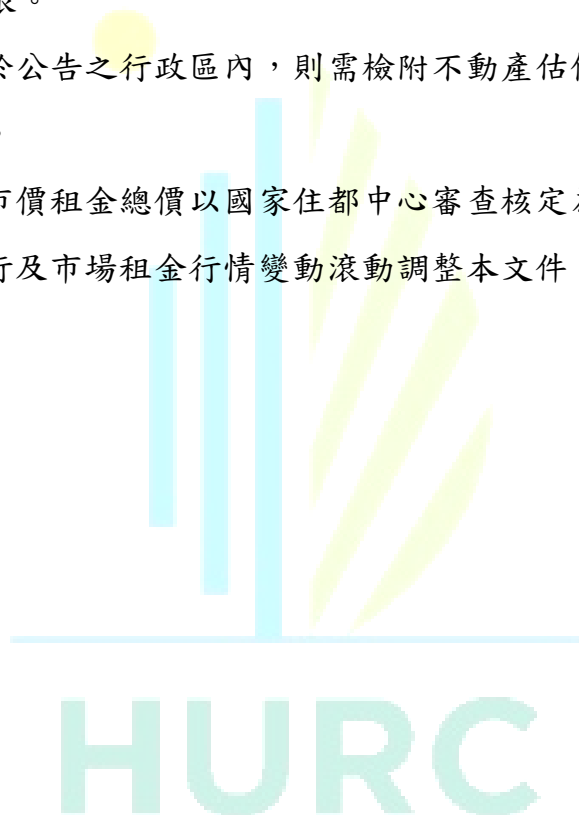 。
於公告之行政區內，則需檢附不動產估
。
市價租金總價以國家住都中心審查核定
行及市場租金行情變動滾動調整本文件
HURC